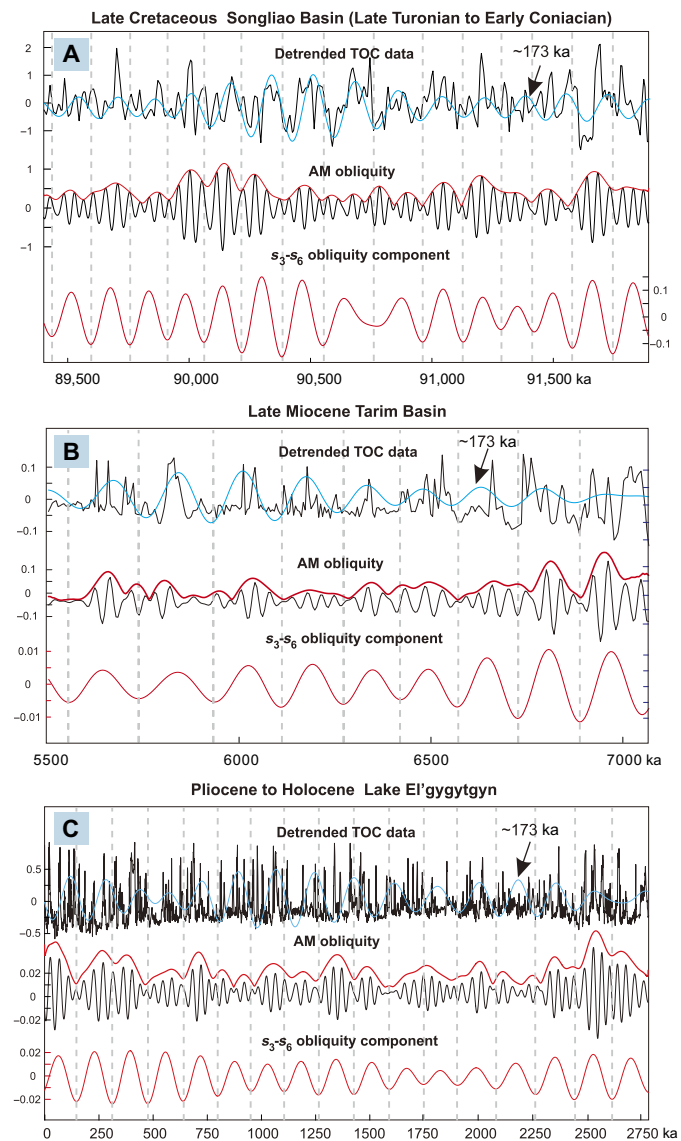 Late Cretaceous Songliao Basin (Late Turonian to Early Coniacian)
A
Detrended TOC data
~173 ka
2
1
0
−1
AM obliquity
1
0
−1
s3-s6 obliquity component
0.1
0
−0.1
89,500 90,000 90,500 91,000 91,500 ka
Late Miocene Tarim Basin
B
Detrended TOC data
~173 ka
0.1
0
−0.1
AM obliquity
0.1
0
−0.1
s3-s6 obliquity component
0.01
0
−0.01
5500 6000 6500 7000 ka
Pliocene to Holocene Lake El’gygytgyn
C
Detrended TOC data
~173 ka
0.5
0
−0.5
AM obliquity
0.02
0
−0.02
s3-s6 obliquity component
0.02
0
−0.02
0 250 500 750 1000 1250 1500 1750 2000 2250 2500 2750 ka